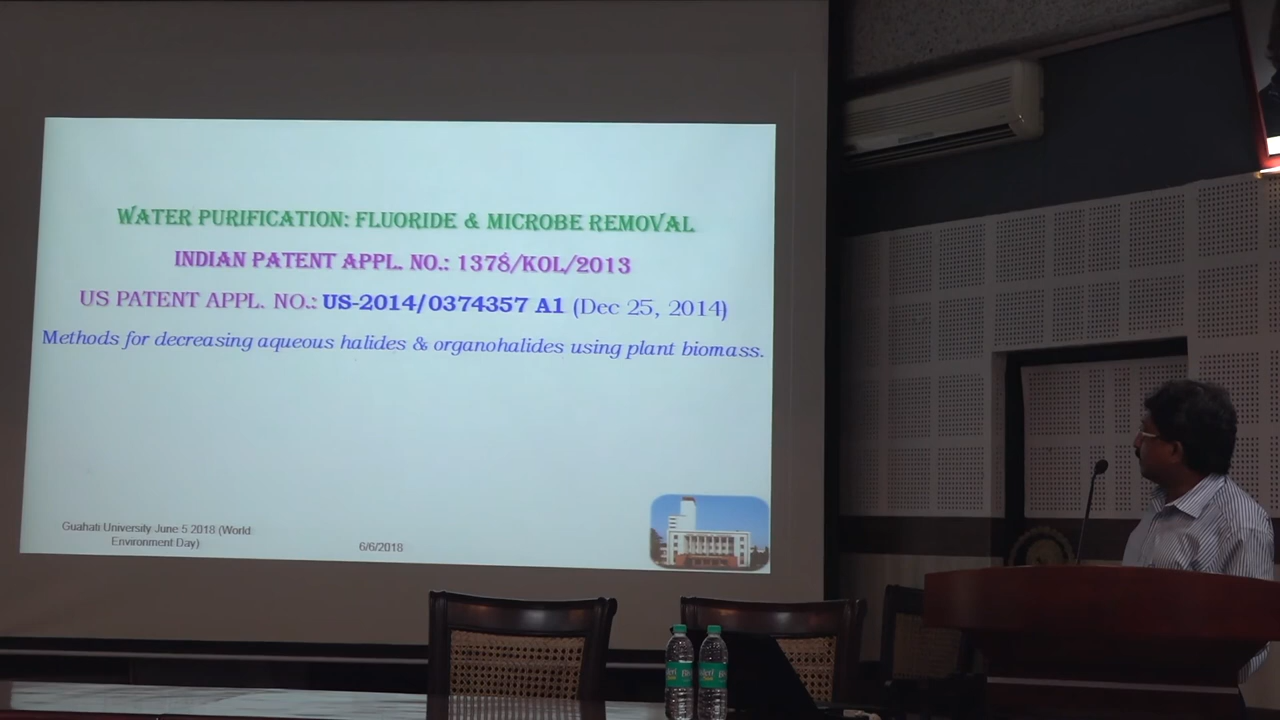 WATER PURIFICATION: FLUORIDE & MICROBE REMOVAL
INDIAN PATENT APPL. NO.: 1378/KOL/2013
US PATENT APPL. NO.: US-2014/0374357 A1 (Dec 25, 2014)
Methods for decreasing aqueous halides & organohalides using plant biomass.
Guahati University June 5 2018 (World
Environment Day)
6/6/2018